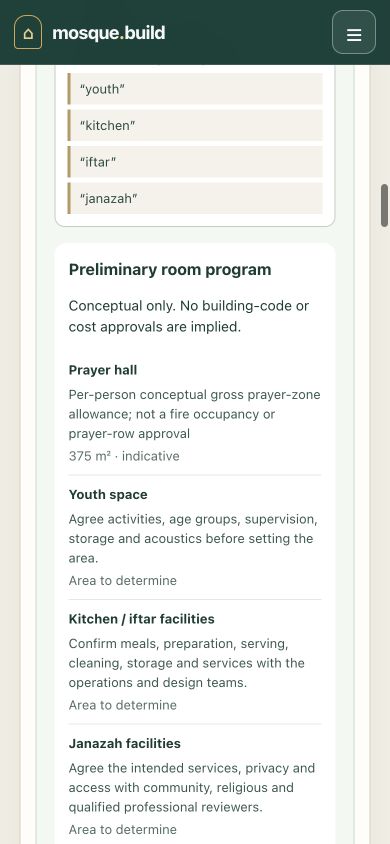 mosque.build
“youth”
“kitchen”
“iftar”
“janazah”
Preliminary room program
Conceptual only. No building-code or
cost approvals are implied.
Prayer hall
Per-person conceptual gross prayer-zone
allowance; not a fire occupancy or
prayer-row approval
375 m² · indicative
Youth space
Agree activities, age groups, supervision,
storage and acoustics before setting the
area.
Area to determine
Kitchen / iftar facilities
Confirm meals, preparation, serving,
cleaning, storage and services with the
operations and design teams.
Area to determine
Janazah facilities
Agree the intended services, privacy and
access with community, religious and
qualified professional reviewers.
Area to determine